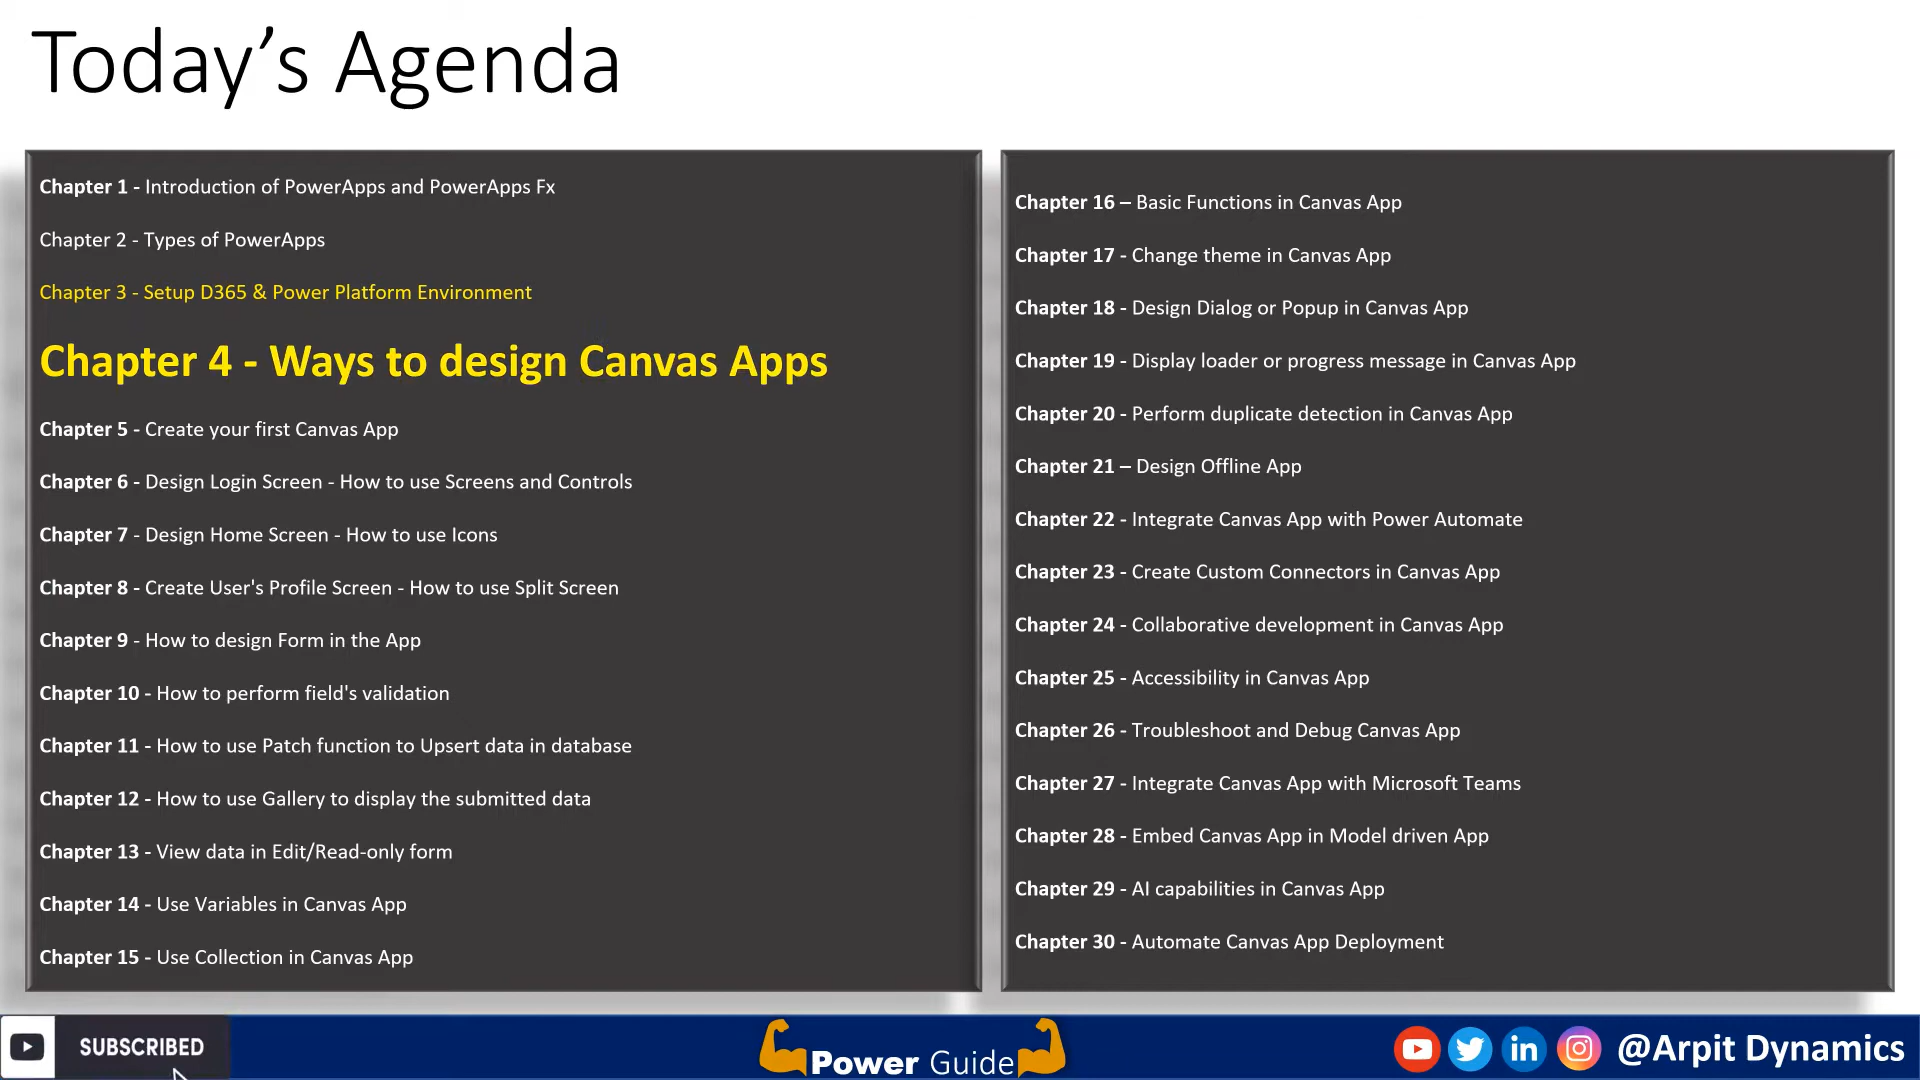 Today’s Agenda
Chapter 1 - Introduction of PowerApps and PowerApps Fx
Chapter 2 - Types of PowerApps
Chapter 3 - Setup D365 & Power Platform Environment
Chapter 4 - Ways to design Canvas Apps
Chapter 5 - Create your first Canvas App
Chapter 6 - Design Login Screen - How to use Screens and Controls
Chapter 7 - Design Home Screen - How to use Icons
Chapter 8 - Create User's Profile Screen - How to use Split Screen
Chapter 9 - How to design Form in the App
Chapter 10 - How to perform field's validation
Chapter 11 - How to use Patch function to Upsert data in database
Chapter 12 - How to use Gallery to display the submitted data
Chapter 13 - View data in Edit/Read-only form
Chapter 14 - Use Variables in Canvas App
Chapter 15 - Use Collection in Canvas App
Chapter 16 – Basic Functions in Canvas App
Chapter 17 - Change theme in Canvas App
Chapter 18 - Design Dialog or Popup in Canvas App
Chapter 19 - Display loader or progress message in Canvas App
Chapter 20 - Perform duplicate detection in Canvas App
Chapter 21 – Design Offline App
Chapter 22 - Integrate Canvas App with Power Automate
Chapter 23 - Create Custom Connectors in Canvas App
Chapter 24 - Collaborative development in Canvas App
Chapter 25 - Accessibility in Canvas App
Chapter 26 - Troubleshoot and Debug Canvas App
Chapter 27 - Integrate Canvas App with Microsoft Teams
Chapter 28 - Embed Canvas App in Model driven App
Chapter 29 - AI capabilities in Canvas App
Chapter 30 - Automate Canvas App Deployment
SUBSCRIBED
Power Guide
in
@Arpit Dynamics